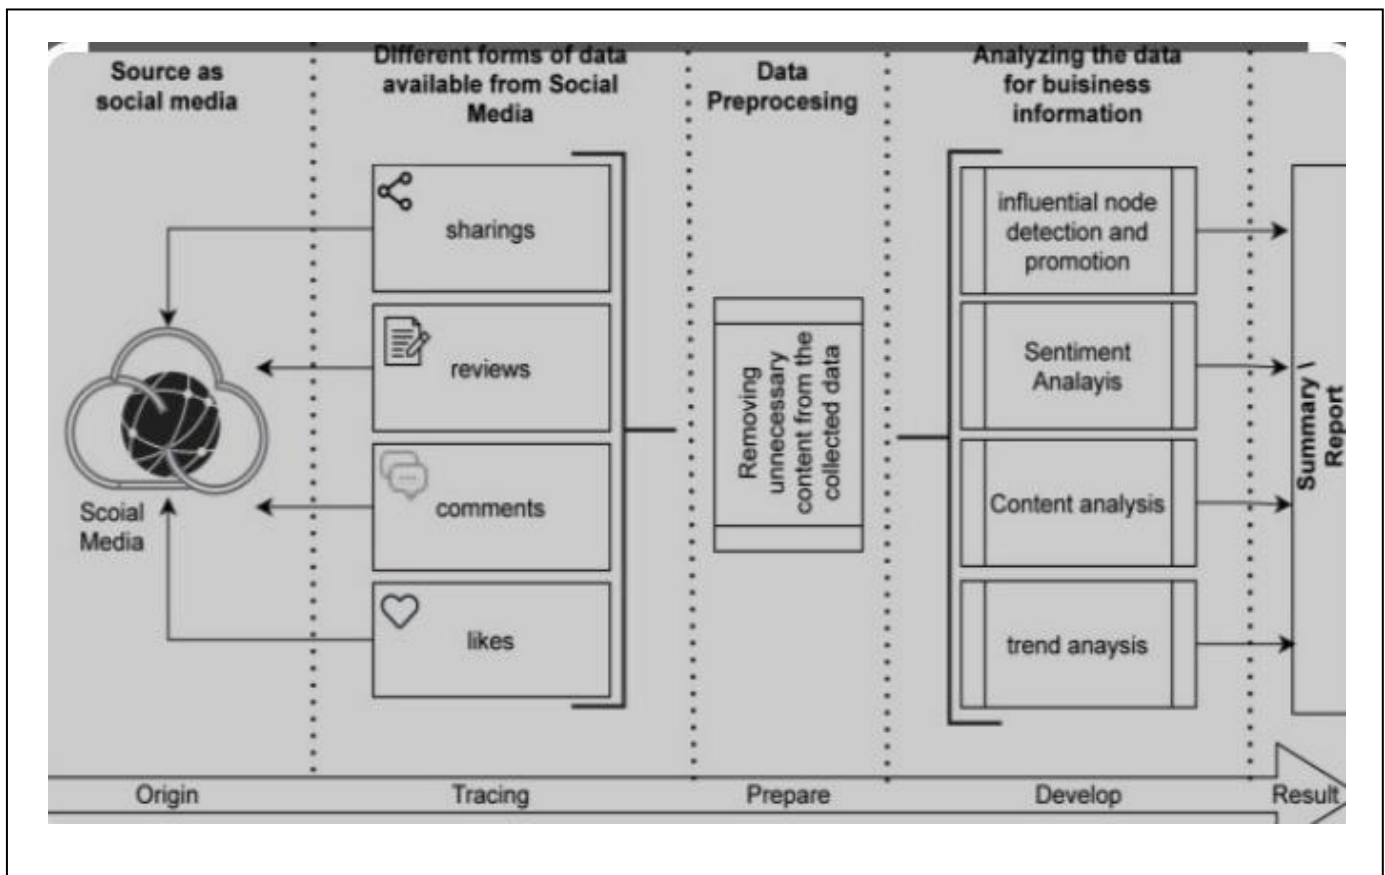 Source as
social media
Different forms of data
available from Social
Media
Data
Preprocesing
Analyzing the data
for buisiness
information
sharings
reviews
comments
likes
Scoial
Media
Removing
unnecessary
content from the
collected data
influential node
detection and
promotion
Sentiment
Analayis
Content analysis
trend anaysis
Summary \
Report
Origin
Tracing
Prepare
Develop
Result